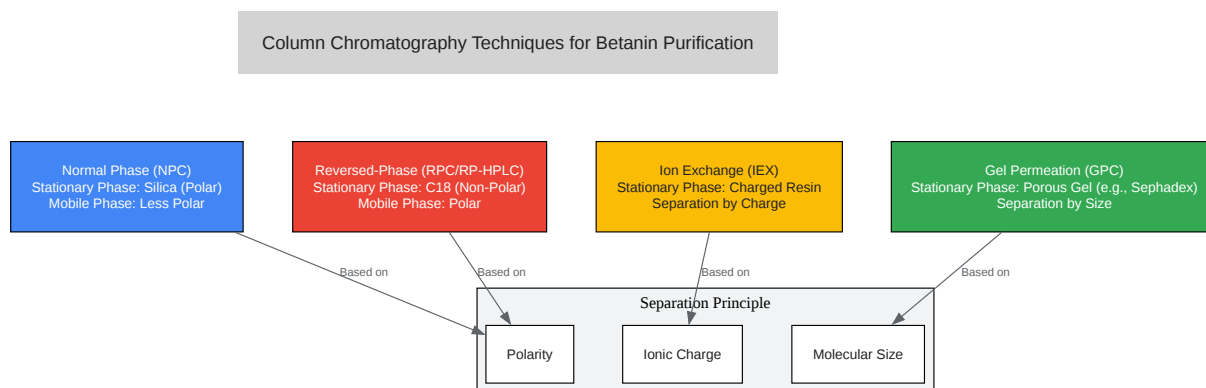 Column Chromatography Techniques for Betanin Purification
Normal Phase (NPC)
Stationary Phase: Silica (Polar)
Mobile Phase: Less Polar
Reversed-Phase (RPC/RP-HPLC)
Stationary Phase: C18 (Non-Polar)
Mobile Phase: Polar
Ion Exchange (IEX)
Stationary Phase: Charged Resin
Separation by Charge
Gel Permeation (GPC)
Stationary Phase: Porous Gel (e.g., Sephadex)
Separation by Size
Based on
Based on
Based on
Based on
Separation Principle
Polarity
Ionic Charge
Molecular Size